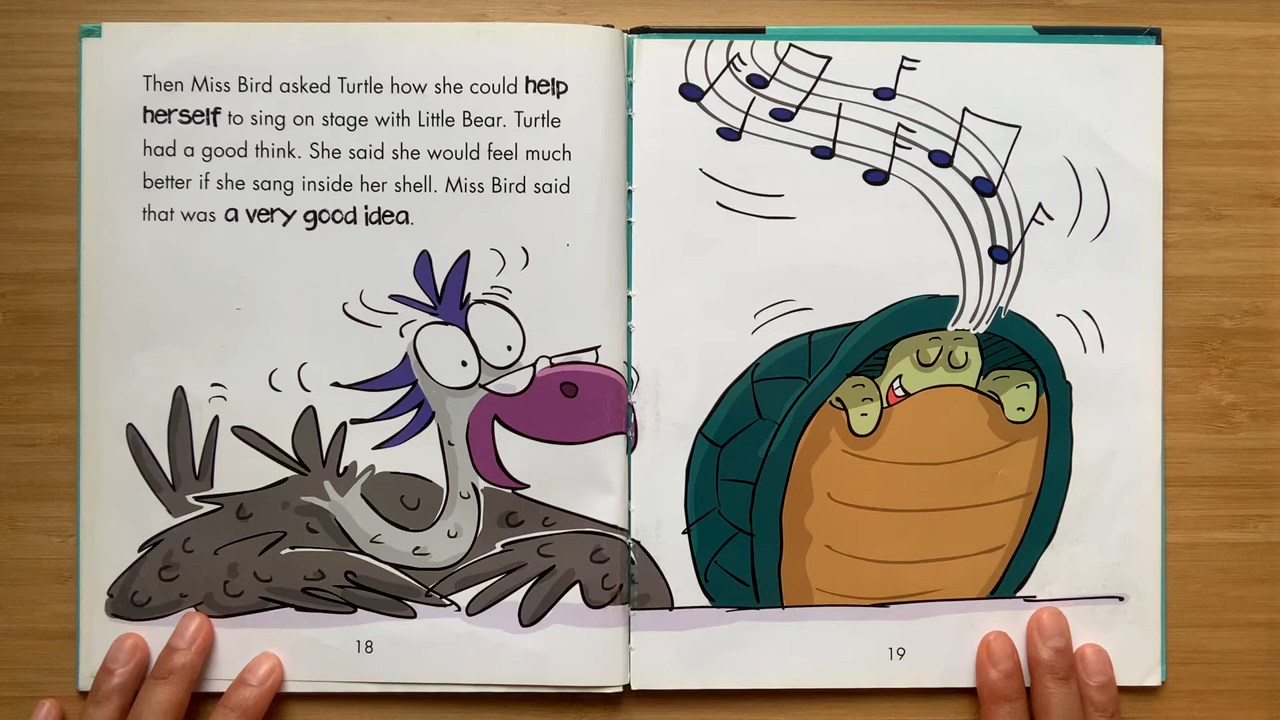 Then Miss Bird asked Turtle how she could help
herself to sing on stage with Little Bear. Turtle
had a good think. She said she would feel much
better if she sang inside her shell. Miss Bird said
that was a very good idea.
18
19